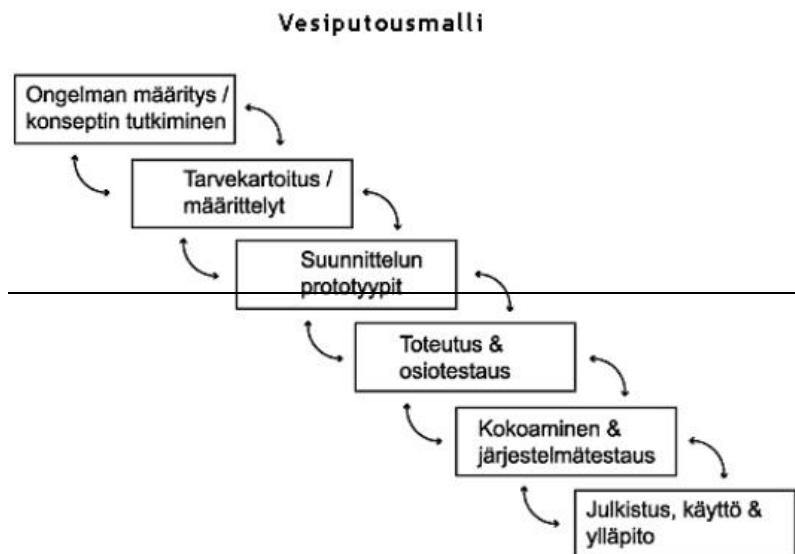 Vesiputousmalli
Ongelman määritys /
konseptin tutkiminen
Tarvekartoitus /
määrittelyt
Suunnittelun
prototyypit
Toteutus &
osiotestaus
Kokoaminen &
järjestelmätestaus
Julkistus, käyttö &
ylläpito